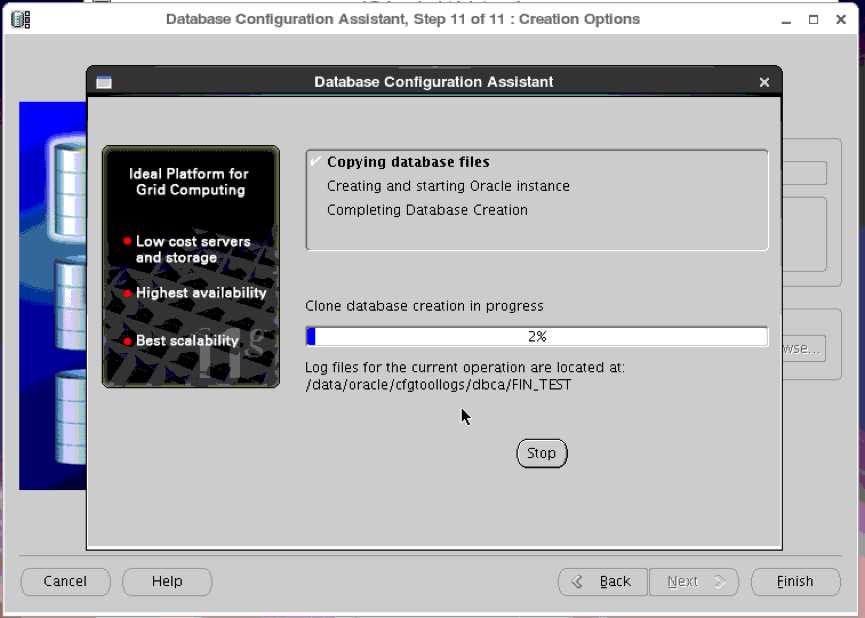 Database Configuration Assistant, Step 11 of 11 : Creation Options
Database Configuration Assistant
Ideal Platform for
Grid Computing
Low cost servers
and storage
Highest availability
Best scalability
11g
Copying database files
Creating and starting Oracle instance
Completing Database Creation
Clone database creation in progress
2%
Log files for the current operation are located at:
/data/oracle/cfgtoollogs/dbca/FIN_TEST
Stop
wse...
Cancel
Help
Back
Next
Finish